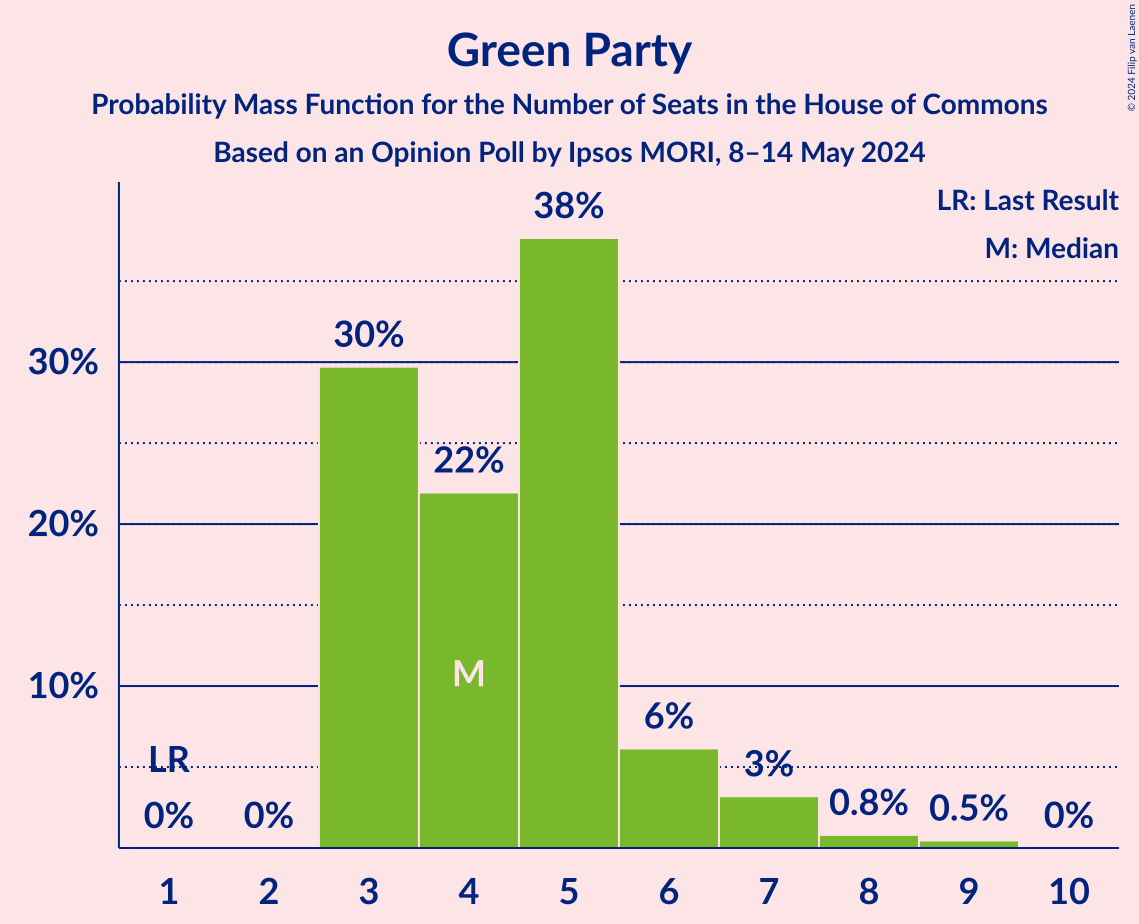 Green Party
Probability Mass Function for the Number of Seats in the House of Commons
Based on an Opinion Poll by Ipsos MORI, 8–14 May 2024
© 2024 Filip van Laenen
LR: Last Result
M: Median
38%
30%
30%
22%
20%
M
10%
6%
LR
3%
0%
0%
0.8%
0.5%
0%
1 2 3 4 5 6 7 8 9 10